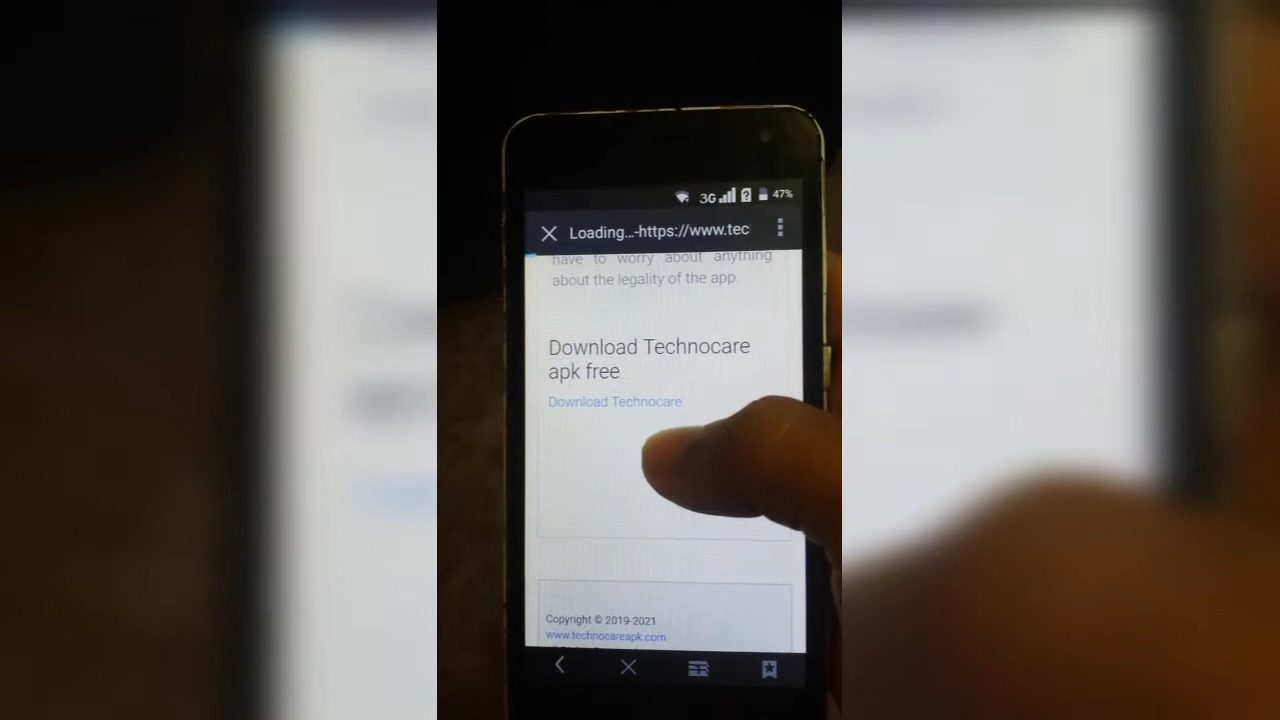 3G 47%
Loading...-https://www.tec
have to worry about anything
about the legality of the app.
Download Technocare
apk free
Download Technocare
Copyright © 2019-2021
www.technocareapk.com